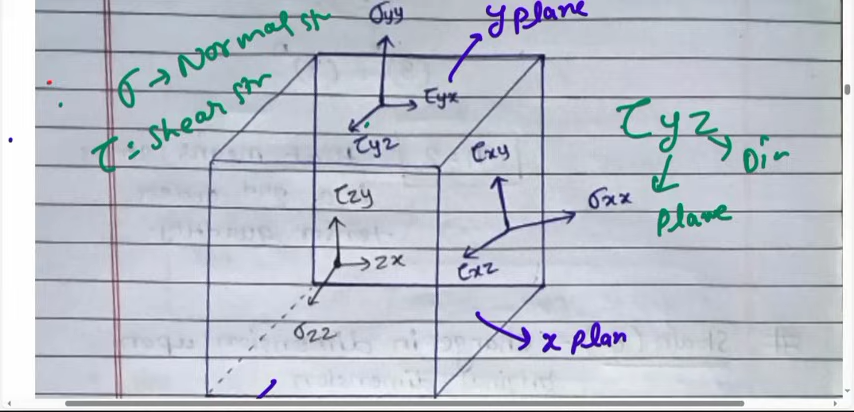 σyy
y plane
σ → Normal str
τyx
τ = Shear str
τyz
τyz
Dir
Plane
τxy
σxx
τxz
τzy
zx
σzz
x plan